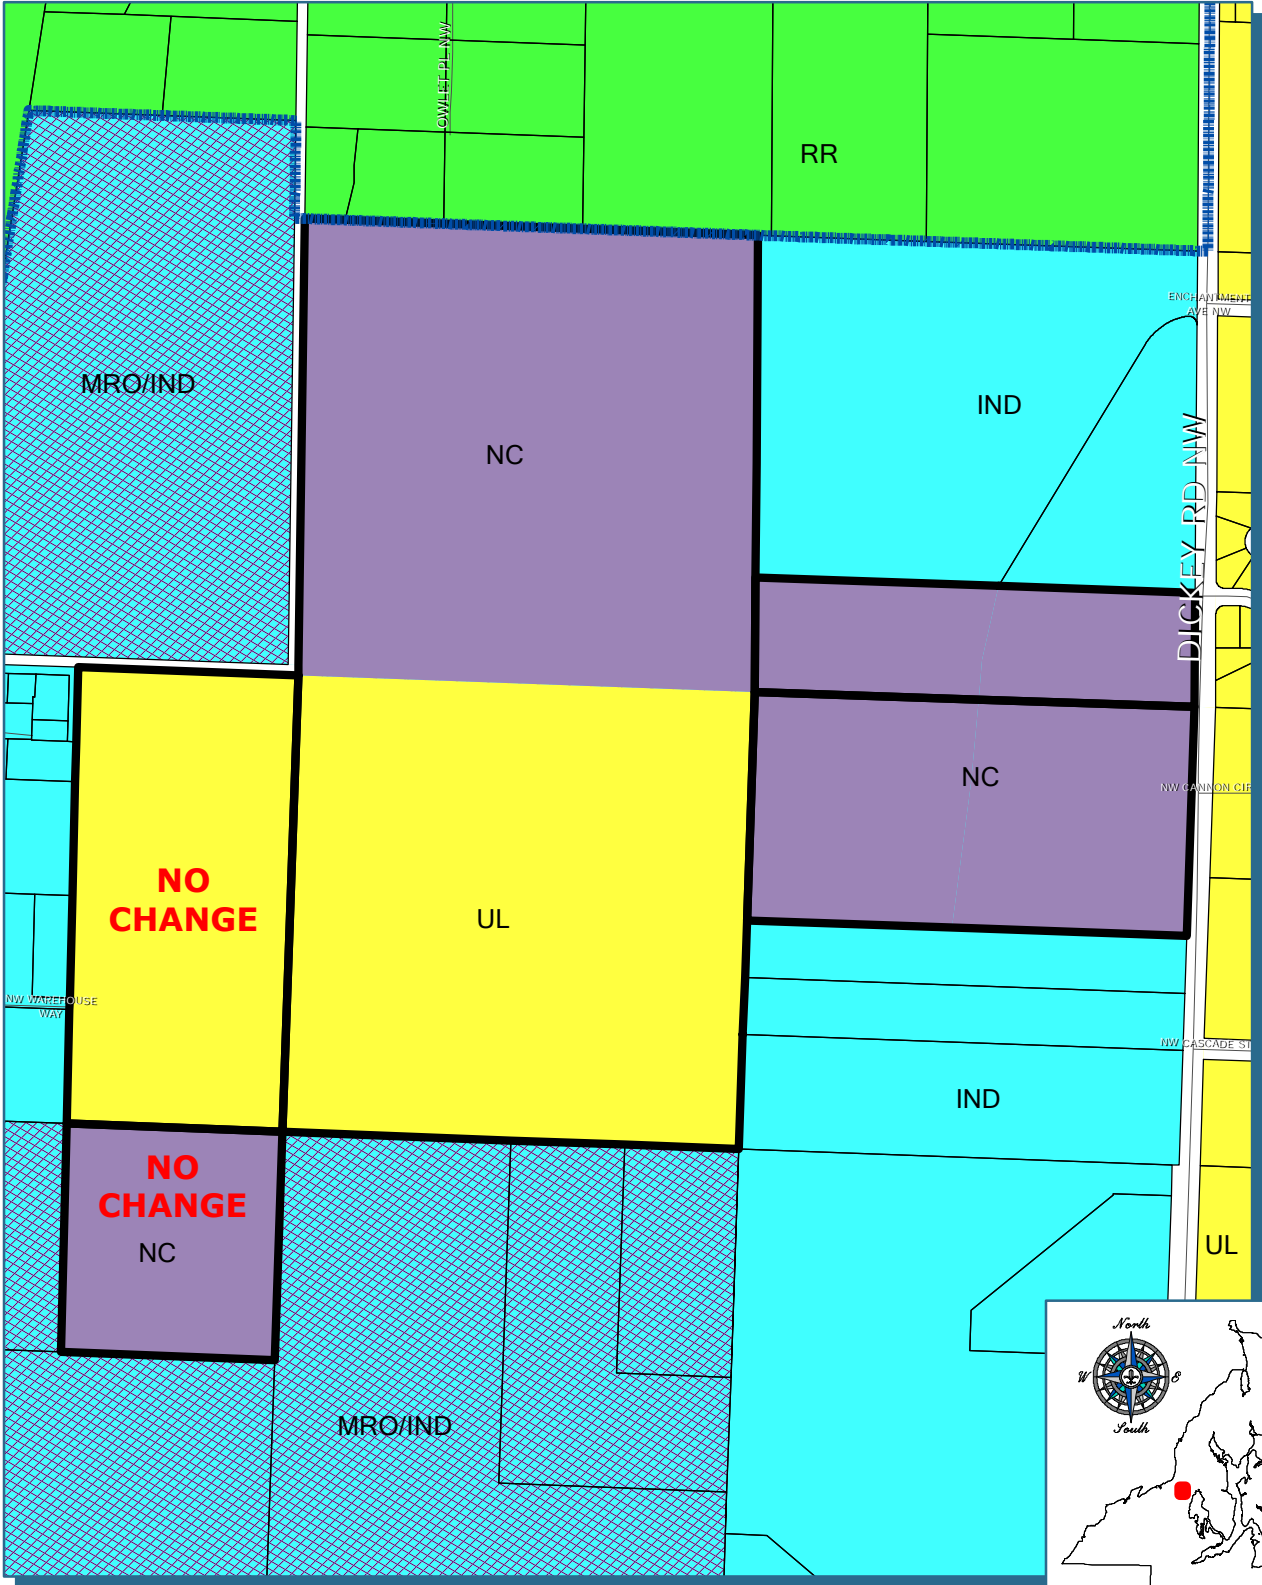 OWLET PL NW
RR
ENCHANTMENT
AVE NW
MRO/IND
IND
NC
DICKEY RD NW
NC
NW CANNON CIR
NO
CHANGE
UL
NW WAREHOUSE
WAY
NW CASCADE ST
IND
NO
CHANGE
NC
UL
MRO/IND
North
W
E
South